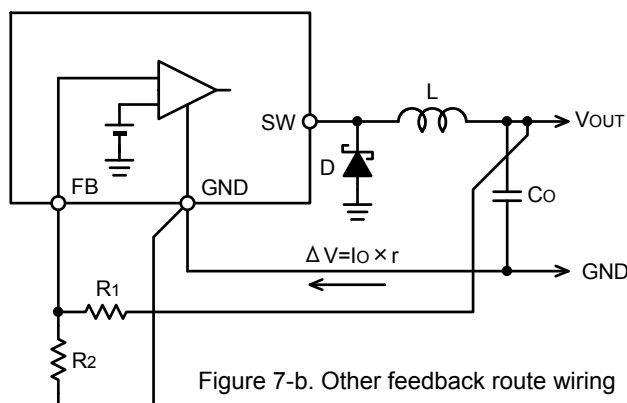 L
SW
VOUT
D
CO
FB
GND
ΔV=IO×r
GND
R1
R2
Figure 7-b. Other feedback route wiring